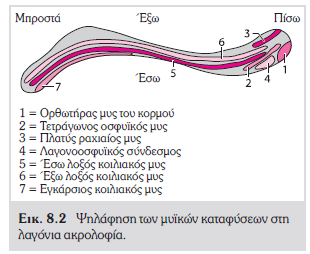 Μπροστά Έξω Πίσω
3
6
5
1
Έσω
2 4
7
1 = Ορθωτήρας μυς του κορμού
2 = Τετράγωνος οσφυϊκός μυς
3 = Πλατύς ραχιαίος μυς
4 = Λαγονοοσφυϊκός σύνδεσμος
5 = Έσω λοξός κοιλιακός μυς
6 = Έξω λοξός κοιλιακός μυς
7 = Εγκάρσιος κοιλιακός μυς
Εικ. 8.2 Ψηλάφηση των μυϊκών καταφύσεων στη
λαγόνια ακρολοφία.